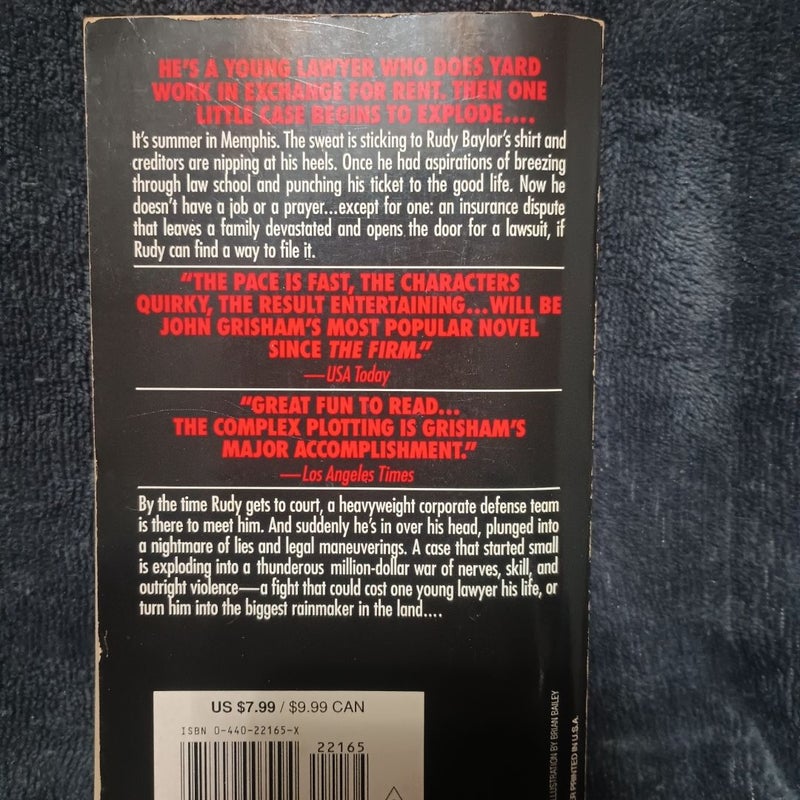 HE'S A YOUNG LAWYER WHO DOES YARD
WORK IN EXCHANGE FOR RENT. THEN ONE
LITTLE CASE BEGINS TO EXPLODE....
It's summer in Memphis. The sweat is sticking to Rudy Baylor's shirt and
creditors are nipping at his heels. Once he had aspirations of breezing
through law school and punching his ticket to the good life. Now he
doesn't have a job or a prayer...except for one: an insurance dispute
that leaves a family devastated and opens the door for a lawsuit, if
Rudy can find a way to file it.
"THE PACE IS FAST, THE CHARACTERS
QUIRKY, THE RESULT ENTERTAINING...WILL BE
JOHN GRISHAM'S MOST POPULAR NOVEL
SINCE THE FIRM."
—USA Today
"GREAT FUN TO READ...
THE COMPLEX PLOTTING IS GRISHAM'S
MAJOR ACCOMPLISHMENT."
—Los Angeles Times
By the time Rudy gets to court, a heavyweight corporate defense team
is there to meet him. And suddenly he's in over his head, plunged into
a nightmare of lies and legal maneuverings. A case that started small
is exploding into a thunderous million-dollar war of nerves, skill, and
outright violence—a fight that could cost one young lawyer his life, or
turn him into the biggest rainmaker in the land....
US $7.99 / $9.99 CAN
ISBN 0-440-22165-X
22165
BY BRIAN BAILEY
PRINTED IN U.S.A.